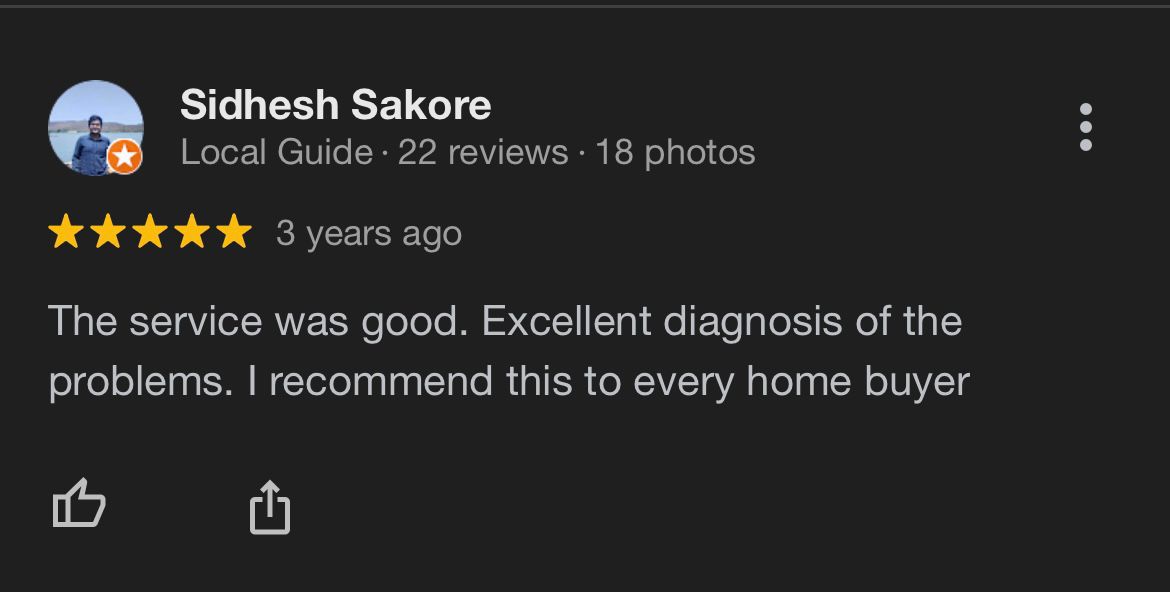 Sidhesh Sakore
Local Guide · 22 reviews · 18 photos
3 years ago
The service was good. Excellent diagnosis of the
problems. I recommend this to every home buyer